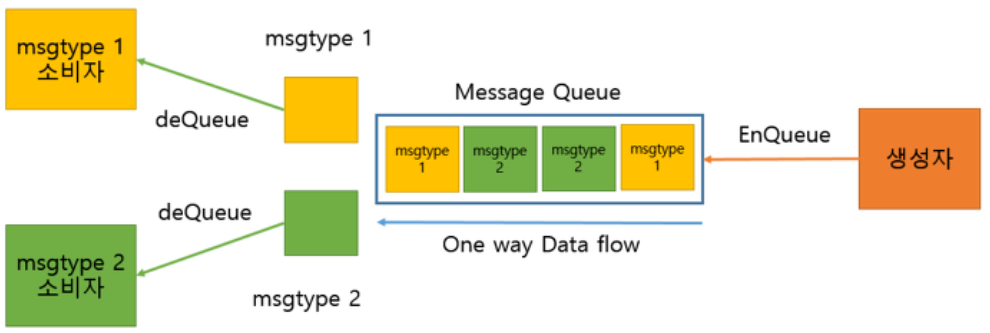 msgtype 1
소비자
msgtype 1
deQueue
Message Queue
msgtype
1
msgtype
2
msgtype
2
msgtype
1
EnQueue
생성자
One way Data flow
deQueue
msgtype 2
소비자
msgtype 2